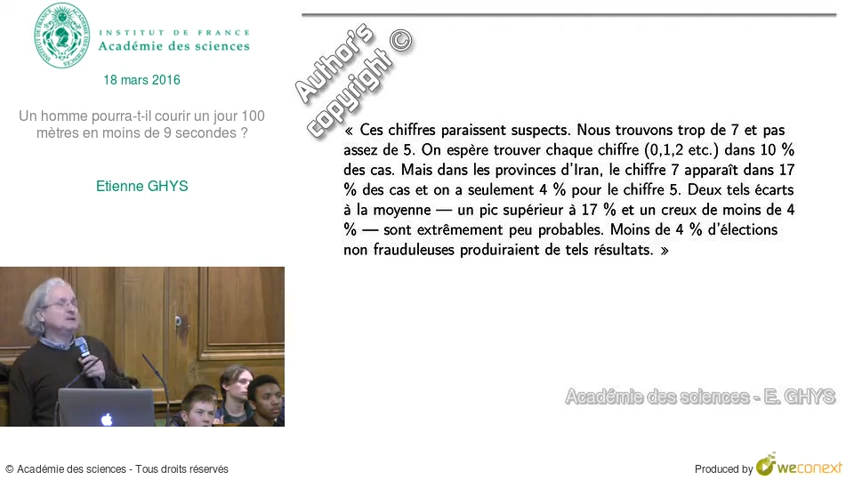 INSTITUT DE FRANCE
Académie des sciences
18 mars 2016
Un homme pourra-t-il courir un jour 100
mètres en moins de 9 secondes ?
Etienne GHYS
Author's
copyright ©
« Ces chiffres paraissent suspects. Nous trouvons trop de 7 et pas
assez de 5. On espère trouver chaque chiffre (0,1,2 etc.) dans 10 %
des cas. Mais dans les provinces d'Iran, le chiffre 7 apparaît dans 17
% des cas et on a seulement 4 % pour le chiffre 5. Deux tels écarts
à la moyenne — un pic supérieur à 17 % et un creux de moins de 4
% — sont extrêmement peu probables. Moins de 4 % d'élections
non frauduleuses produiraient de tels résultats. »
Académie des sciences - E. GHYS
© Académie des sciences - Tous droits réservés
Produced by weconext